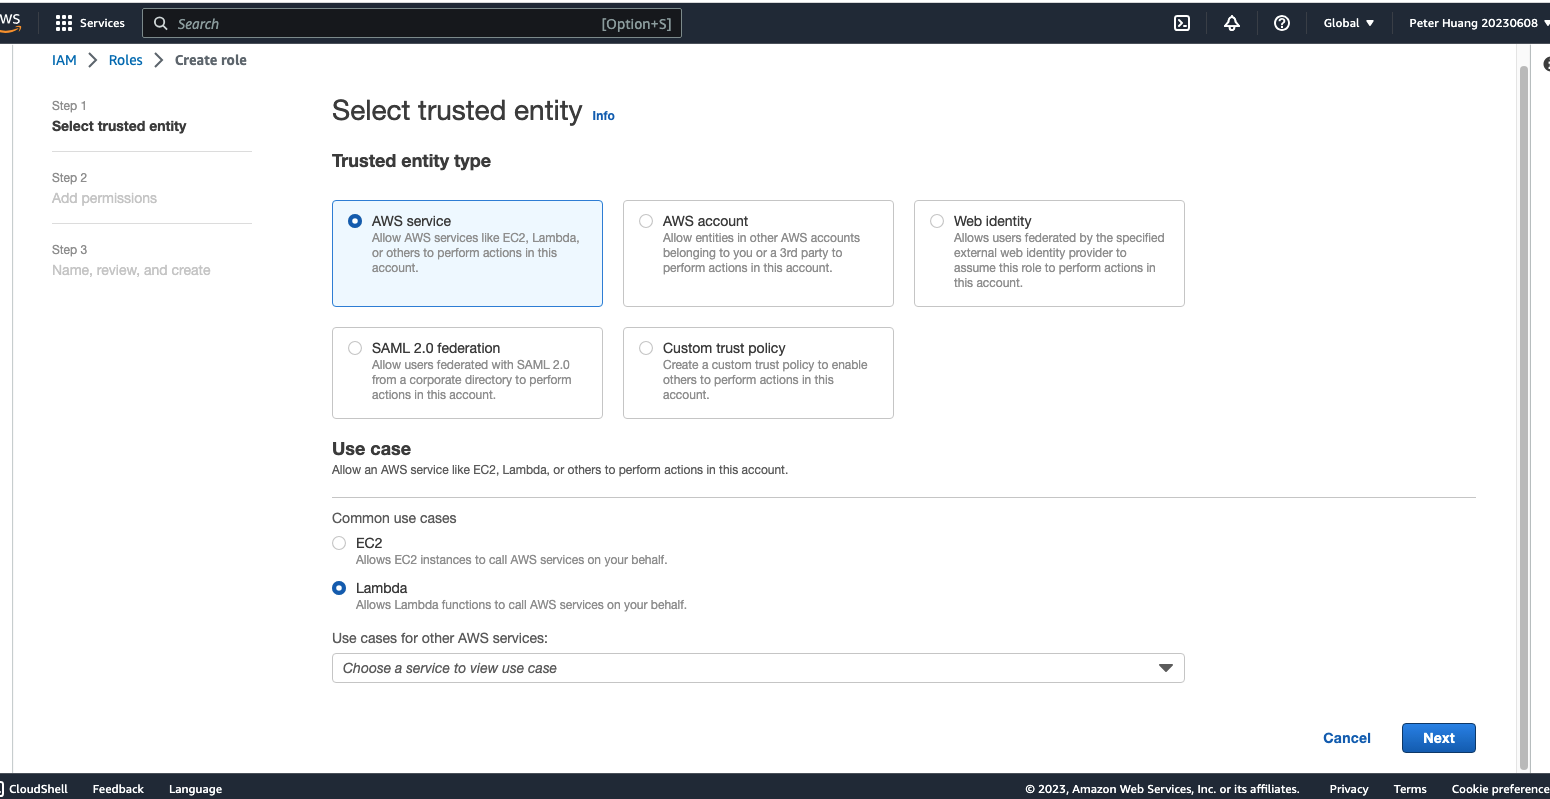 WS
Services
Search
[Option+S]
Global
Peter Huang 20230608
IAM > Roles > Create role
Step 1
Select trusted entity
Step 2
Add permissions
Step 3
Name, review, and create
Select trusted entity Info
Trusted entity type
AWS service
Allow AWS services like EC2, Lambda,
or others to perform actions in this
account.
AWS account
Allow entities in other AWS accounts
belonging to you or a 3rd party to
perform actions in this account.
Web identity
Allows users federated by the specified
external web identity provider to
assume this role to perform actions in
this account.
SAML 2.0 federation
Allow users federated with SAML 2.0
from a corporate directory to perform
actions in this account.
Custom trust policy
Create a custom trust policy to enable
others to perform actions in this
account.
Use case
Allow an AWS service like EC2, Lambda, or others to perform actions in this account.
Common use cases
EC2
Allows EC2 instances to call AWS services on your behalf.
Lambda
Allows Lambda functions to call AWS services on your behalf.
Use cases for other AWS services:
Choose a service to view use case
Cancel
Next
CloudShell
Feedback
Language
© 2023, Amazon Web Services, Inc. or its affiliates.
Privacy
Terms
Cookie preference